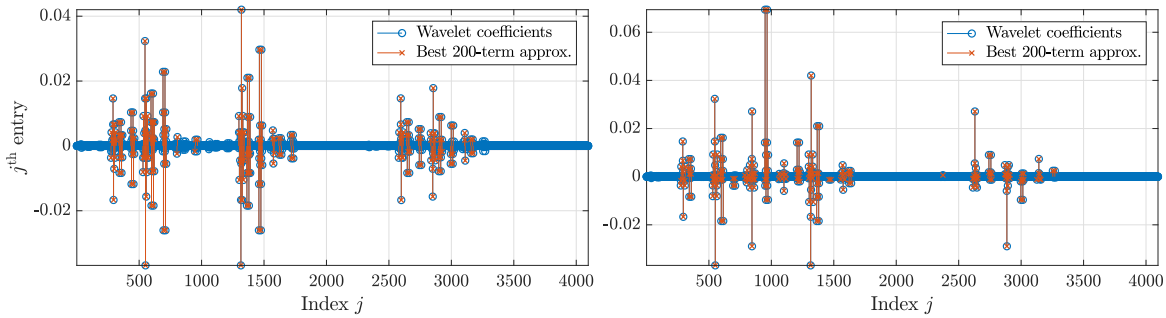 0.04
0.02
0
-0.02
j^th entry
500 1000 1500 2000 2500 3000 3500 4000
Index j
Wavelet coefficients
Best 200-term approx.
0.06
0.04
0.02
0
-0.02
500 1000 1500 2000 2500 3000 3500 4000
Index j
Wavelet coefficients
Best 200-term approx.